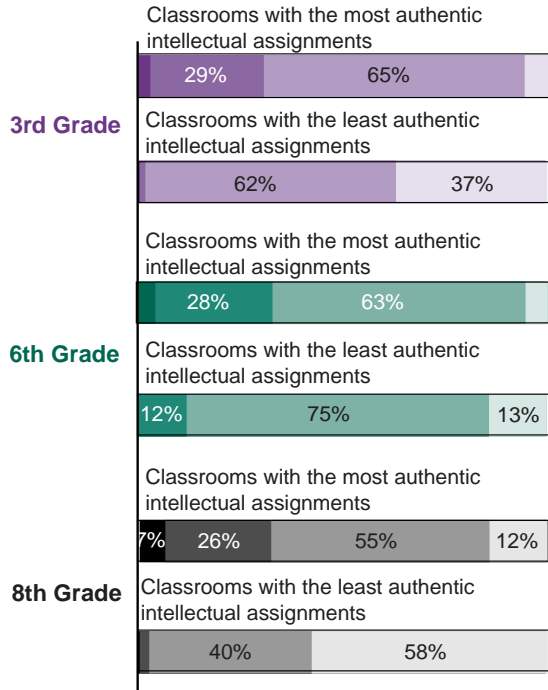 Classrooms with the most authentic
intellectual assignments
29% 65%
3rd Grade
Classrooms with the least authentic
intellectual assignments
62% 37%
Classrooms with the most authentic
intellectual assignments
28% 63%
6th Grade
Classrooms with the least authentic
intellectual assignments
12% 75% 13%
Classrooms with the most authentic
intellectual assignments
7% 26% 55% 12%
8th Grade
Classrooms with the least authentic
intellectual assignments
40% 58%